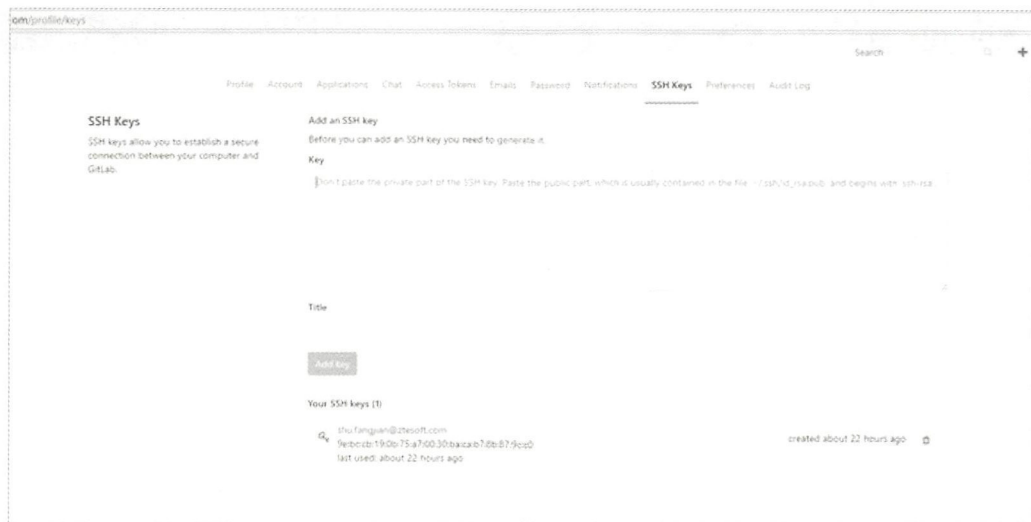 om/profile/keys
Search
Profile Account Applications Chat Access Tokens Emails Password Notifications SSH Keys Preferences Audit Log
SSH Keys
SSH keys allow you to establish a secure
connection between your computer and
GitLab.
Add an SSH key
Before you can add an SSH key you need to generate it.
Key
Don't paste the private part of the SSH key. Paste the public part, which is usually contained in the file '~/.ssh/id_rsa.pub' and begins with 'ssh-rsa'.
Title
Add key
Your SSH keys (1)
shu.fangyan@ztesoft.com
last used: about 22 hours ago
created about 22 hours ago